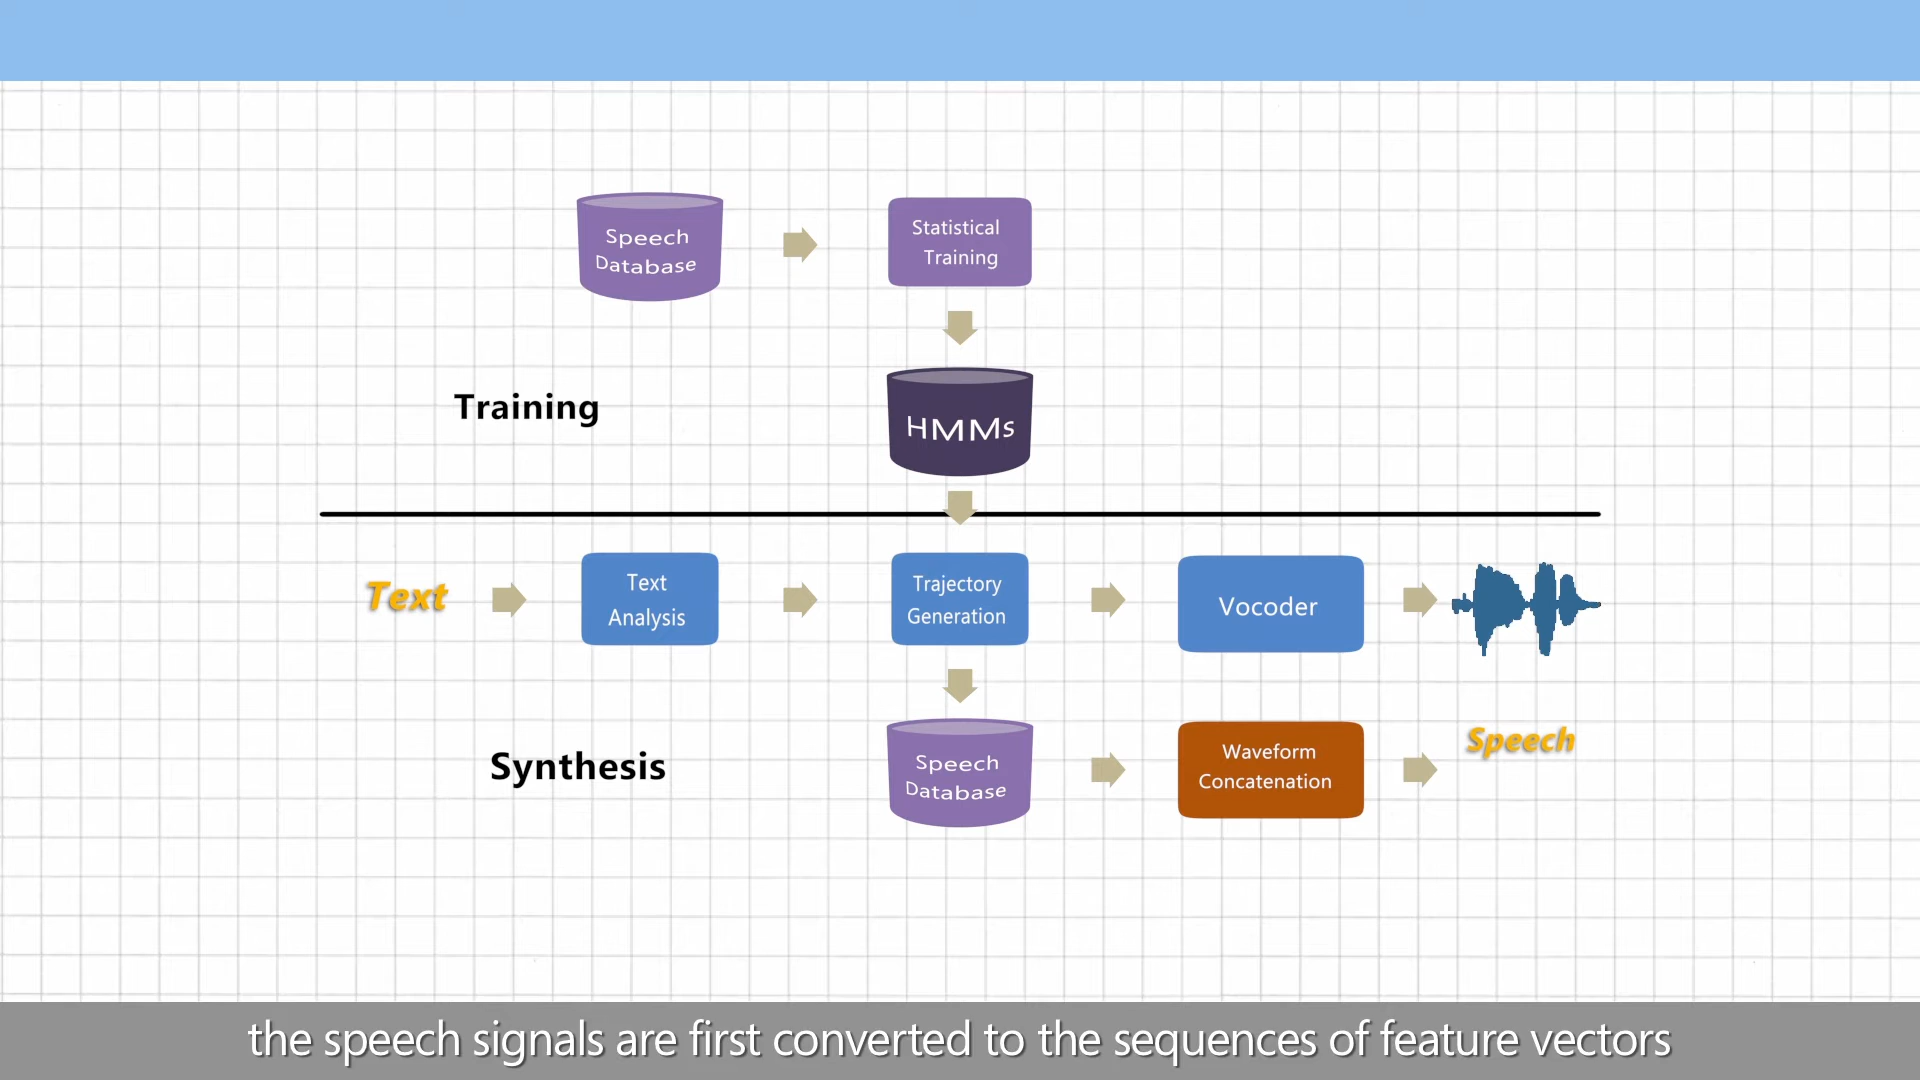 Speech
Database
Statistical
Training
Training
HMMs
Text
Text
Analysis
Trajectory
Generation
Vocoder
Synthesis
Speech
Database
Waveform
Concatenation
Speech
the speech signals are first converted to the sequences of feature vectors